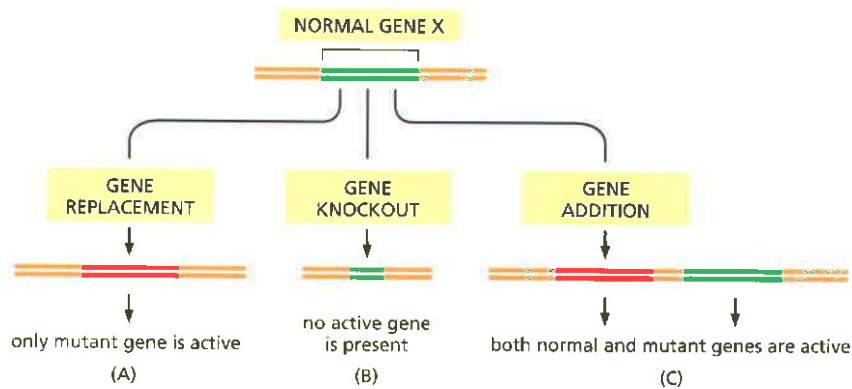 NORMAL GENE X
GENE
REPLACEMENT
GENE
KNOCKOUT
GENE
ADDITION
only mutant gene is active
no active gene
is present
both normal and mutant genes are active
(A)
(B)
(C)